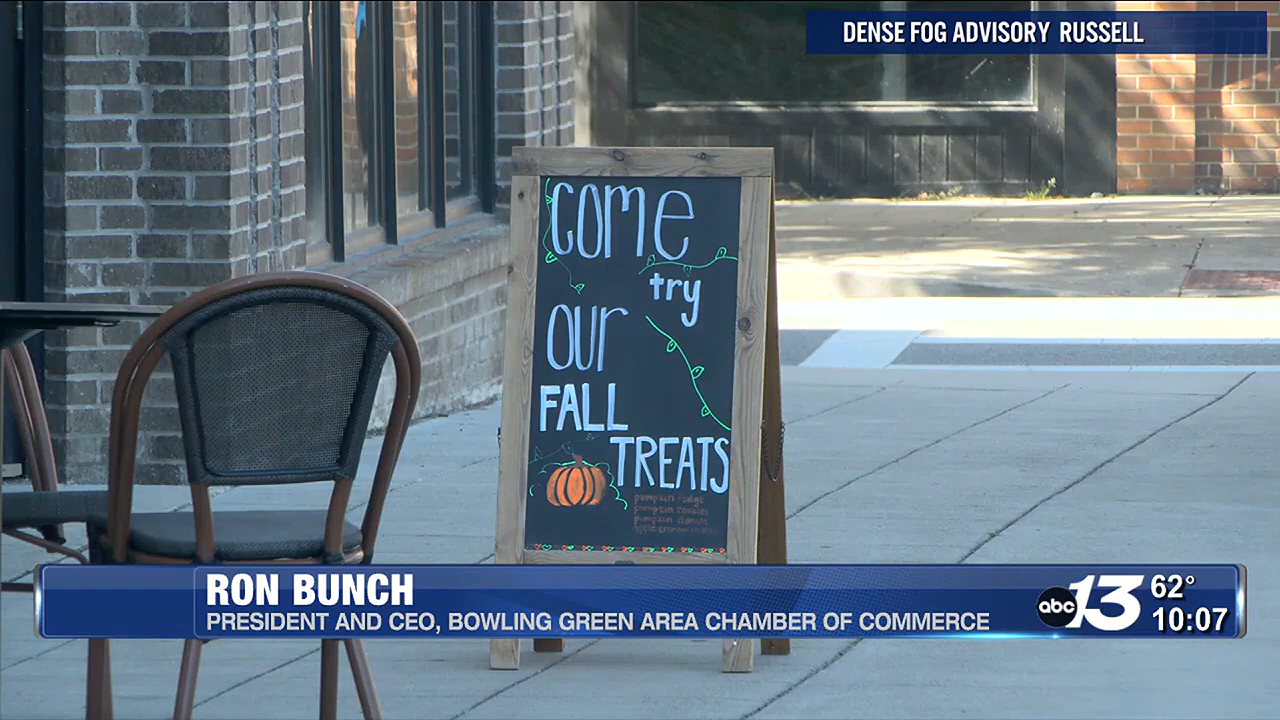 DENSE FOG ADVISORY RUSSELL
COME
try
OUR
FALL
TREATS
pumpkin fudge
pumpkin cookies
pumpkin donuts
RON BUNCH
PRESIDENT AND CEO, BOWLING GREEN AREA CHAMBER OF COMMERCE
abc 13
62°
10:07